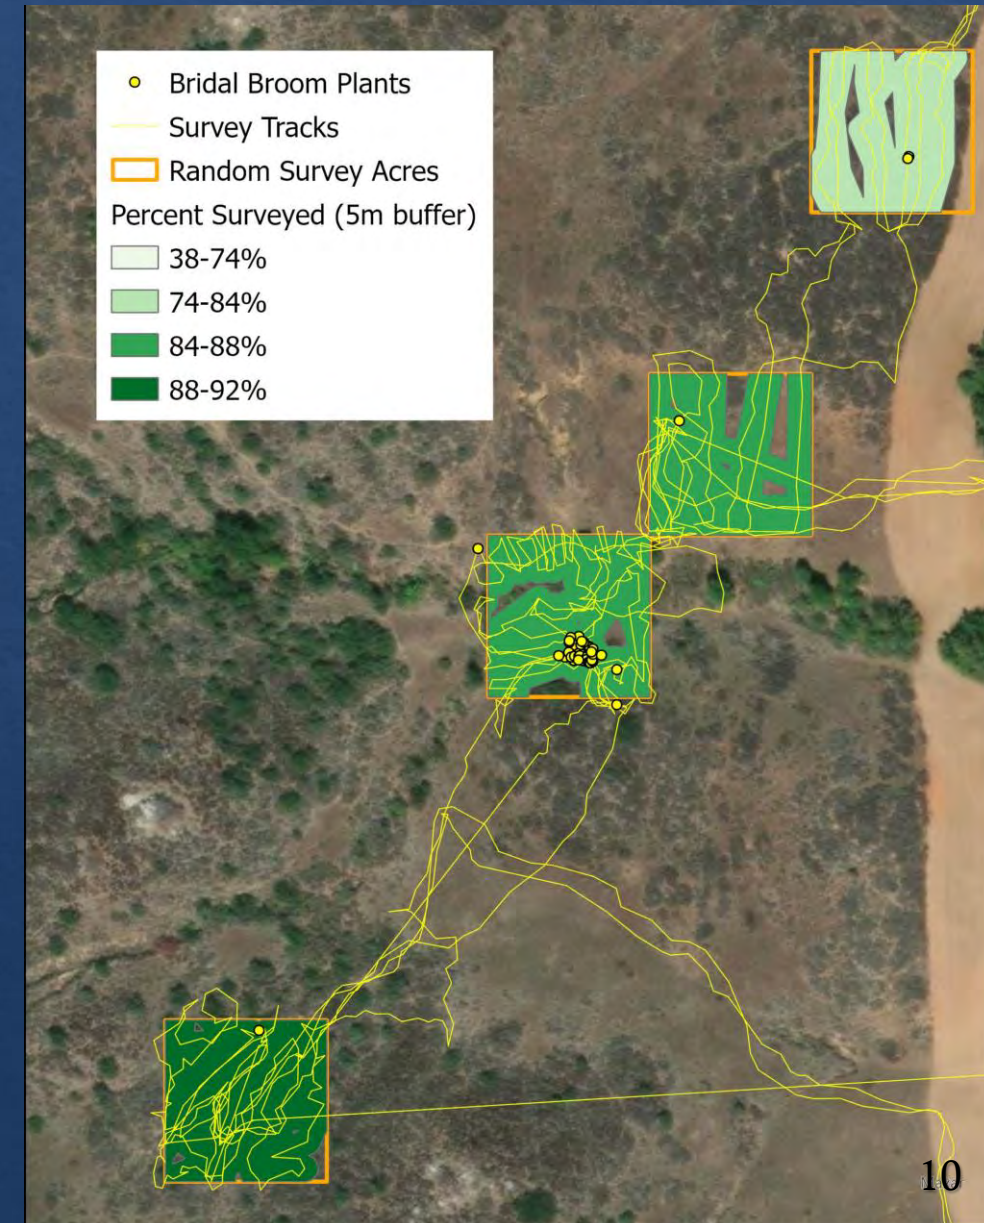 Bridal Broom Plants
Survey Tracks
Random Survey Acres
Percent Surveyed (5m buffer)
38-74%
74-84%
84-88%
88-92%
10